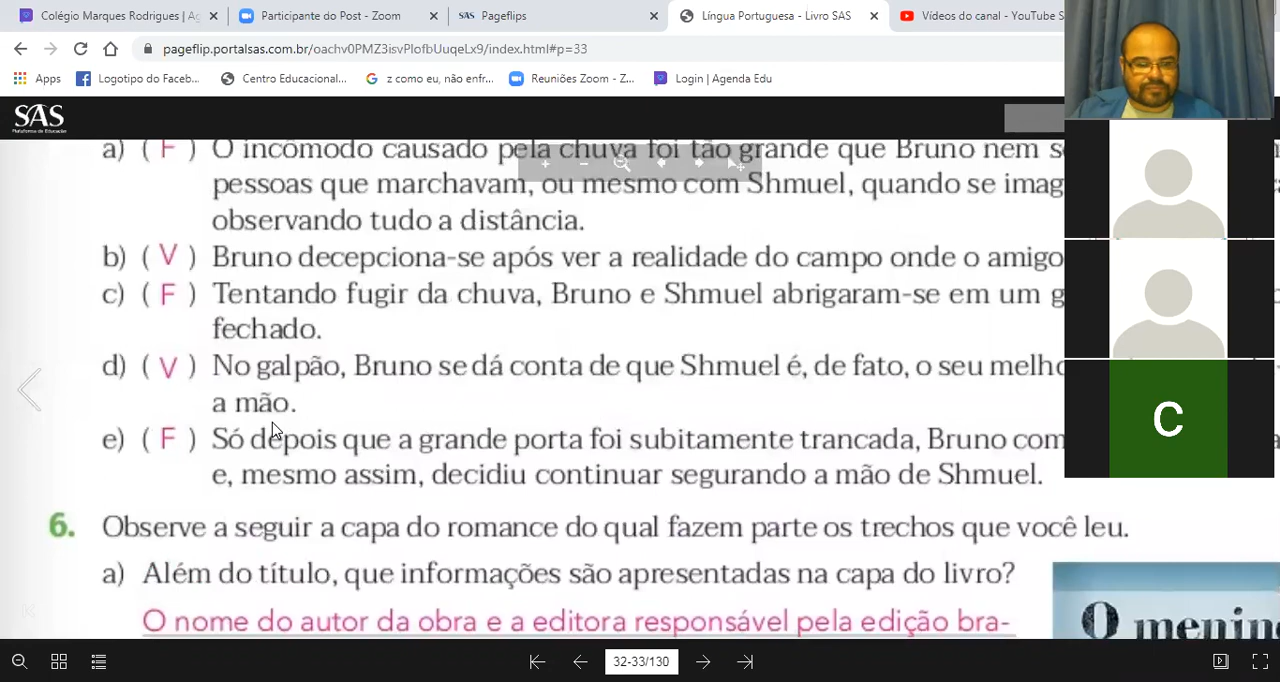 Colégio Marques Rodrigues | Ag
Participante do Post - Zoom
SAS Pageflips
Língua Portuguesa - Livro SAS
Vídeos do canal - YouTube S
pageflip.portalsas.com.br/oachv0PMZ3isvPlofbUuqeLx9/index.html#p=33
Apps
Logotipo do Faceb...
Centro Educacional...
z como eu, não enfr...
Reuniões Zoom - Z...
Login | Agenda Edu
SAS
Plataforma de Educação
a) ( F ) O incômodo causado pela chuva foi tão grande que Bruno nem
pessoas que marchavam, ou mesmo com Shmuel, quando se
observando tudo a distância.
b) ( V ) Bruno decepciona-se após ver a realidade do campo onde o amigo
c) ( F ) Tentando fugir da chuva, Bruno e Shmuel abrigaram-se em um
fechado.
d) ( V ) No galpão, Bruno se dá conta de que Shmuel é, de fato, o seu
a mão.
e) ( F ) Só depois que a grande porta foi subitamente trancada, Bruno
e, mesmo assim, decidiu continuar segurando a mão de Shmuel.
6. Observe a seguir a capa do romance do qual fazem parte os trechos que você leu.
a) Além do título, que informações são apresentadas na capa do livro?
O nome do autor da obra e a editora responsável pela edição bra-
O menin
C
32-33/130